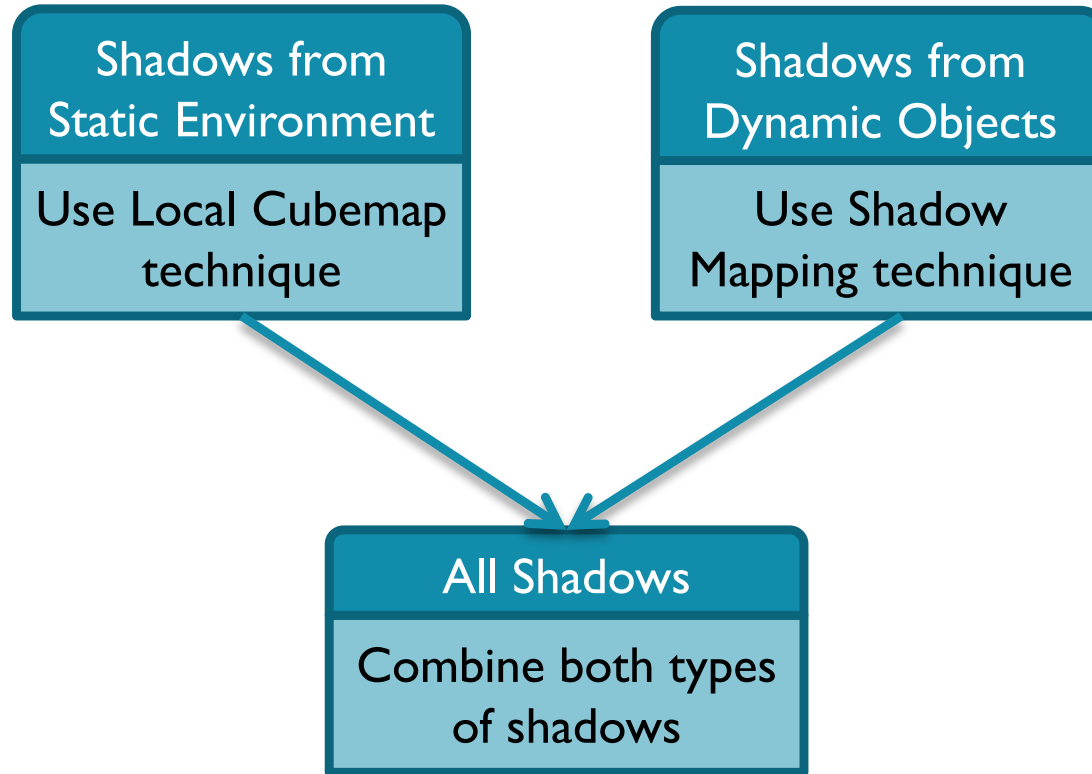 Shadows from
Static Environment
Use Local Cubemap
technique
Shadows from
Dynamic Objects
Use Shadow
Mapping technique
All Shadows
Combine both types
of shadows